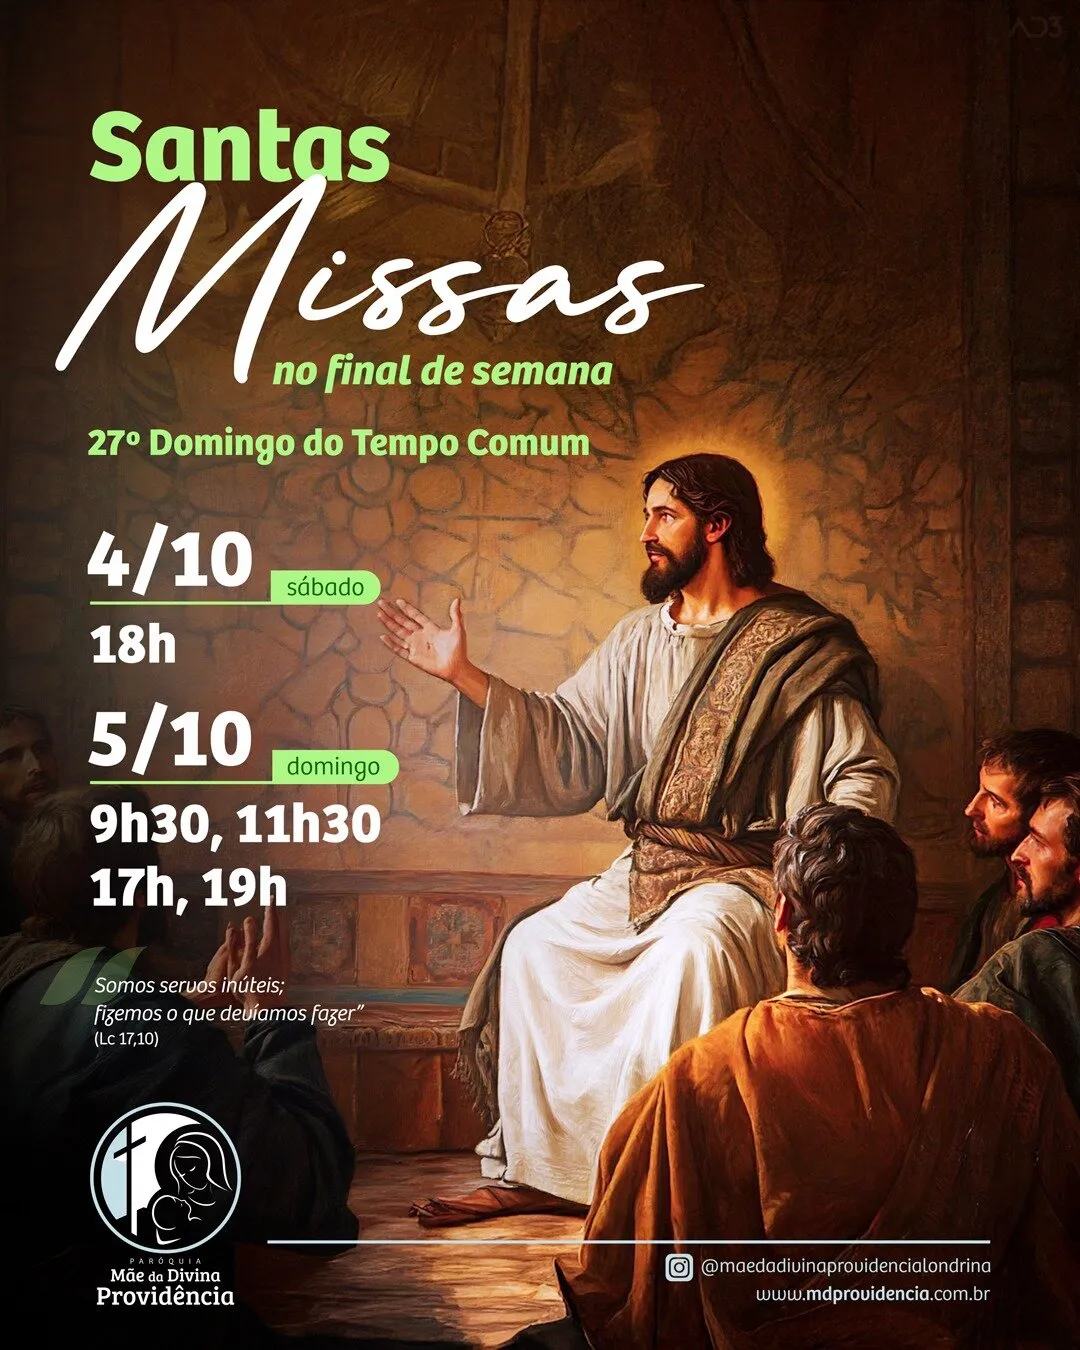 AD3
Santas
Missas
no final de semana
27º Domingo do Tempo Comum
4/10
sábado
18h
5/10
domingo
9h30, 11h30
17h, 19h
“
Somos servos inúteis;
fizemos o que devíamos fazer”
(Lc 17,10)
PARÓQUIA
Mãe da Divina
Providência
@maedadivinaprovidencialondrina
www.mdprovidencia.com.br